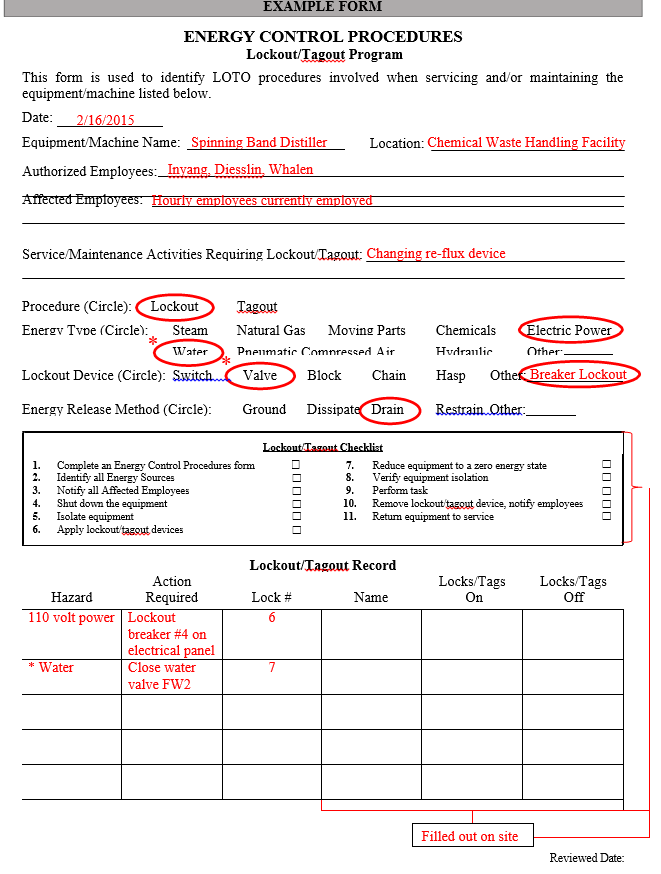 EXAMPLE FORM
ENERGY CONTROL PROCEDURES
Lockout/Tagout Program
This form is used to identify LOTO procedures involved when servicing and/or maintaining the
equipment/machine listed below.
Date: 2/16/2015
Equipment/Machine Name: Spinning Band Distiller Location: Chemical Waste Handling Facility
Authorized Employees: Inyang, Diesslin, Whalen
Affected Employees: Hourly employees currently employed
Service/Maintenance Activities Requiring Lockout/Tagout: Changing re-flux device
Procedure (Circle): Lockout Tagout
Energy Type (Circle): Steam Natural Gas Moving Parts Chemicals Electric Power
* Water Pneumatic Compressed Air Hydraulic Other:
Lockout Device (Circle): Switch * Valve Block Chain Hasp Other: Breaker Lockout
Energy Release Method (Circle): Ground Dissipate Drain Restrain Other:
Lockout/Tagout Checklist
1. Complete an Energy Control Procedures form ☐ 7. Reduce equipment to a zero energy state ☐
2. Identify all Energy Sources ☐ 8. Verify equipment isolation ☐
3. Notify all Affected Employees ☐ 9. Perform task ☐
4. Shut down the equipment ☐ 10. Remove lockout/tagout device, notify employees ☐
5. Isolate equipment ☐ 11. Return equipment to service ☐
6. Apply lockout/tagout devices ☐
Lockout/Tagout Record
Action Locks/Tags Locks/Tags
Hazard Required Lock # Name On Off
110 volt power Lockout 6
breaker #4 on
electrical panel
* Water Close water 7
valve FW2
Filled out on site
Reviewed Date: